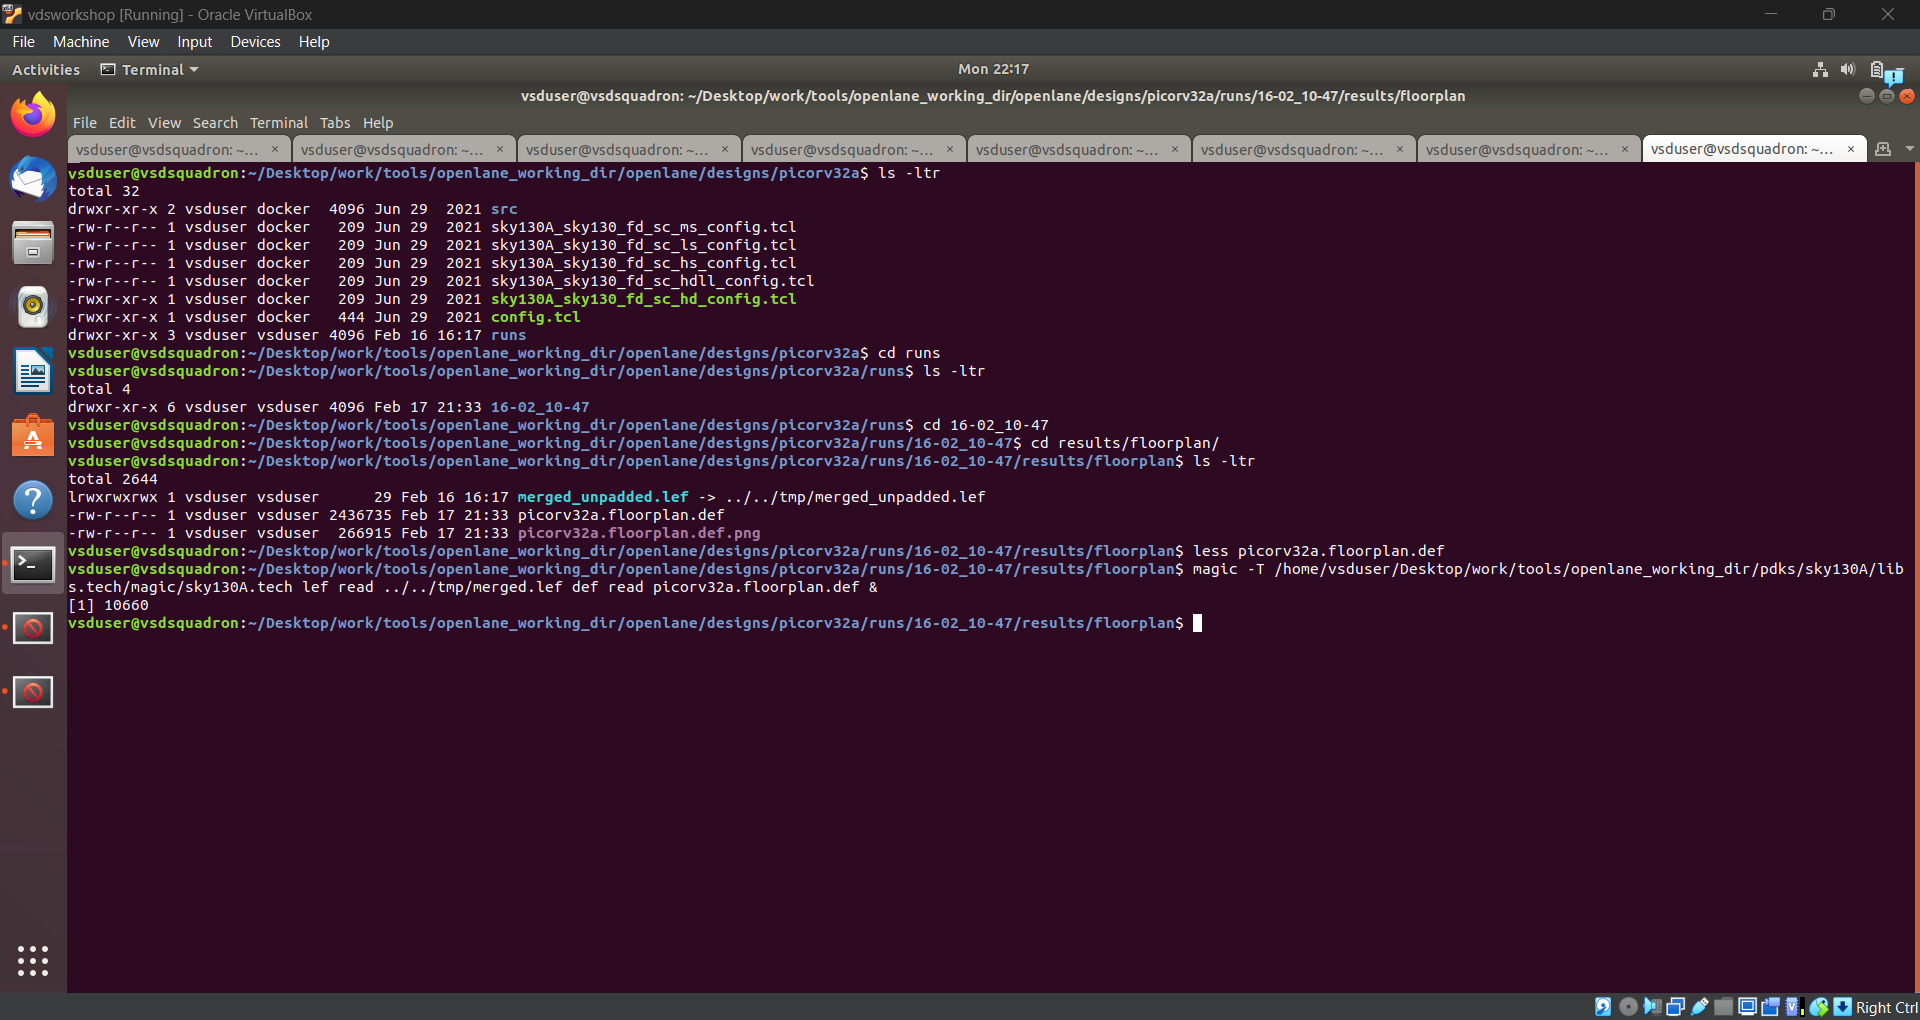 vdsworkshop [Running] - Oracle VirtualBox
File Machine View Input Devices Help
Activities Terminal Mon 22:17
vsduser@vsdsquadron: ~/Desktop/work/tools/openlane_working_dir/openlane/designs/picorv32a/runs/16-02_10-47/results/floorplan
File Edit View Search Terminal Tabs Help
vsduser@vsdsquadron: ~... × vsduser@vsdsquadron: ~... × vsduser@vsdsquadron: ~... × vsduser@vsdsquadron: ~... × vsduser@vsdsquadron: ~... × vsduser@vsdsquadron: ~... × vsduser@vsdsquadron: ~... × vsduser@vsdsquadron: ~... ×
vsduser@vsdsquadron:~/Desktop/work/tools/openlane_working_dir/openlane/designs/picorv32a$ ls -ltr
total 32
drwxr-xr-x 2 vsduser docker  4096 Jun 29  2021 src
-rw-r--r-- 1 vsduser docker   209 Jun 29  2021 sky130A_sky130_fd_sc_ms_config.tcl
-rw-r--r-- 1 vsduser docker   209 Jun 29  2021 sky130A_sky130_fd_sc_ls_config.tcl
-rw-r--r-- 1 vsduser docker   209 Jun 29  2021 sky130A_sky130_fd_sc_hs_config.tcl
-rw-r--r-- 1 vsduser docker   209 Jun 29  2021 sky130A_sky130_fd_sc_hdll_config.tcl
-rwxr-xr-x 1 vsduser docker   209 Jun 29  2021 sky130A_sky130_fd_sc_hd_config.tcl
-rwxr-xr-x 1 vsduser docker   444 Jun 29  2021 config.tcl
drwxr-xr-x 3 vsduser vsduser 4096 Feb 16 16:17 runs
vsduser@vsdsquadron:~/Desktop/work/tools/openlane_working_dir/openlane/designs/picorv32a$ cd runs
vsduser@vsdsquadron:~/Desktop/work/tools/openlane_working_dir/openlane/designs/picorv32a/runs$ ls -ltr
total 4
drwxr-xr-x 6 vsduser vsduser 4096 Feb 17 21:33 16-02_10-47
vsduser@vsdsquadron:~/Desktop/work/tools/openlane_working_dir/openlane/designs/picorv32a/runs$ cd 16-02_10-47
vsduser@vsdsquadron:~/Desktop/work/tools/openlane_working_dir/openlane/designs/picorv32a/runs/16-02_10-47$ cd results/floorplan/
vsduser@vsdsquadron:~/Desktop/work/tools/openlane_working_dir/openlane/designs/picorv32a/runs/16-02_10-47/results/floorplan$ ls -ltr
total 2644
lrwxrwxrwx 1 vsduser vsduser      29 Feb 16 16:17 merged_unpadded.lef -> ../../tmp/merged_unpadded.lef
-rw-r--r-- 1 vsduser vsduser 2436735 Feb 17 21:33 picorv32a.floorplan.def
-rw-r--r-- 1 vsduser vsduser  266915 Feb 17 21:33 picorv32a.floorplan.def.png
vsduser@vsdsquadron:~/Desktop/work/tools/openlane_working_dir/openlane/designs/picorv32a/runs/16-02_10-47/results/floorplan$ less picorv32a.floorplan.def
vsduser@vsdsquadron:~/Desktop/work/tools/openlane_working_dir/openlane/designs/picorv32a/runs/16-02_10-47/results/floorplan$ magic -T /home/vsduser/Desktop/work/tools/openlane_working_dir/pdks/sky130A/lib
s.tech/magic/sky130A.tech lef read ../../tmp/merged.lef def read picorv32a.floorplan.def &
[1] 10660
vsduser@vsdsquadron:~/Desktop/work/tools/openlane_working_dir/openlane/designs/picorv32a/runs/16-02_10-47/results/floorplan$
Right Ctrl